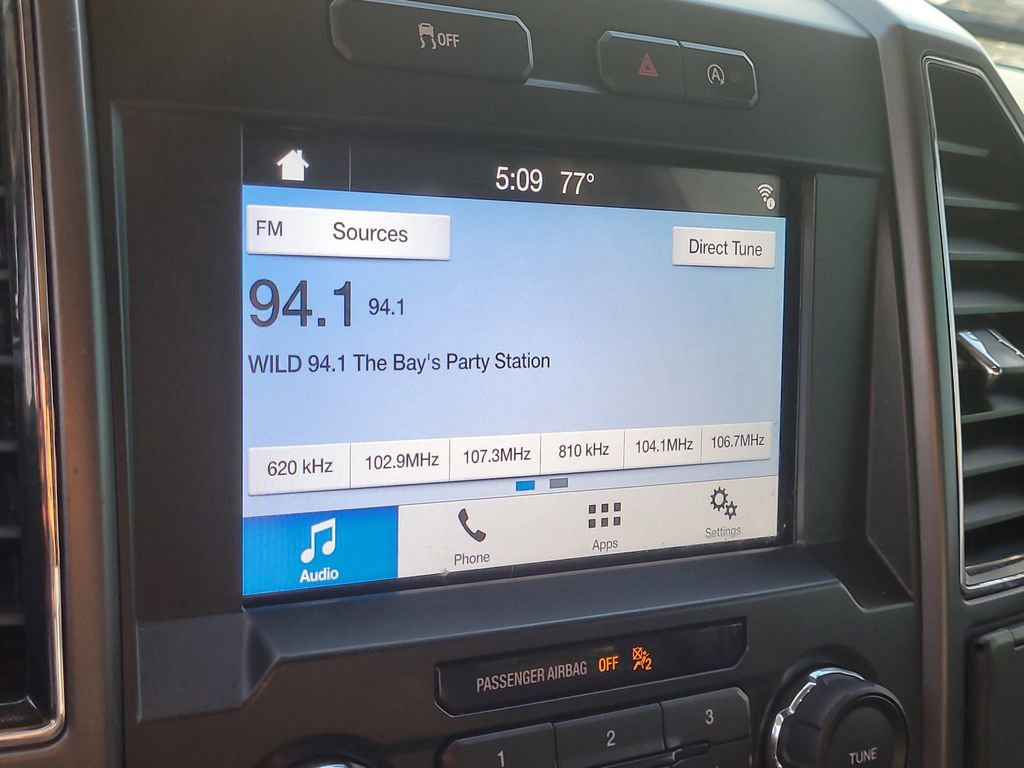 OFF
A
5:09 77°
FM Sources
Direct Tune
94.1 94.1
WILD 94.1 The Bay's Party Station
620 kHz 102.9MHz 107.3MHz 810 kHz 104.1MHz 106.7MHz
Audio Phone Apps Settings
PASSENGER AIRBAG OFF 2
1 2 3
TUNE